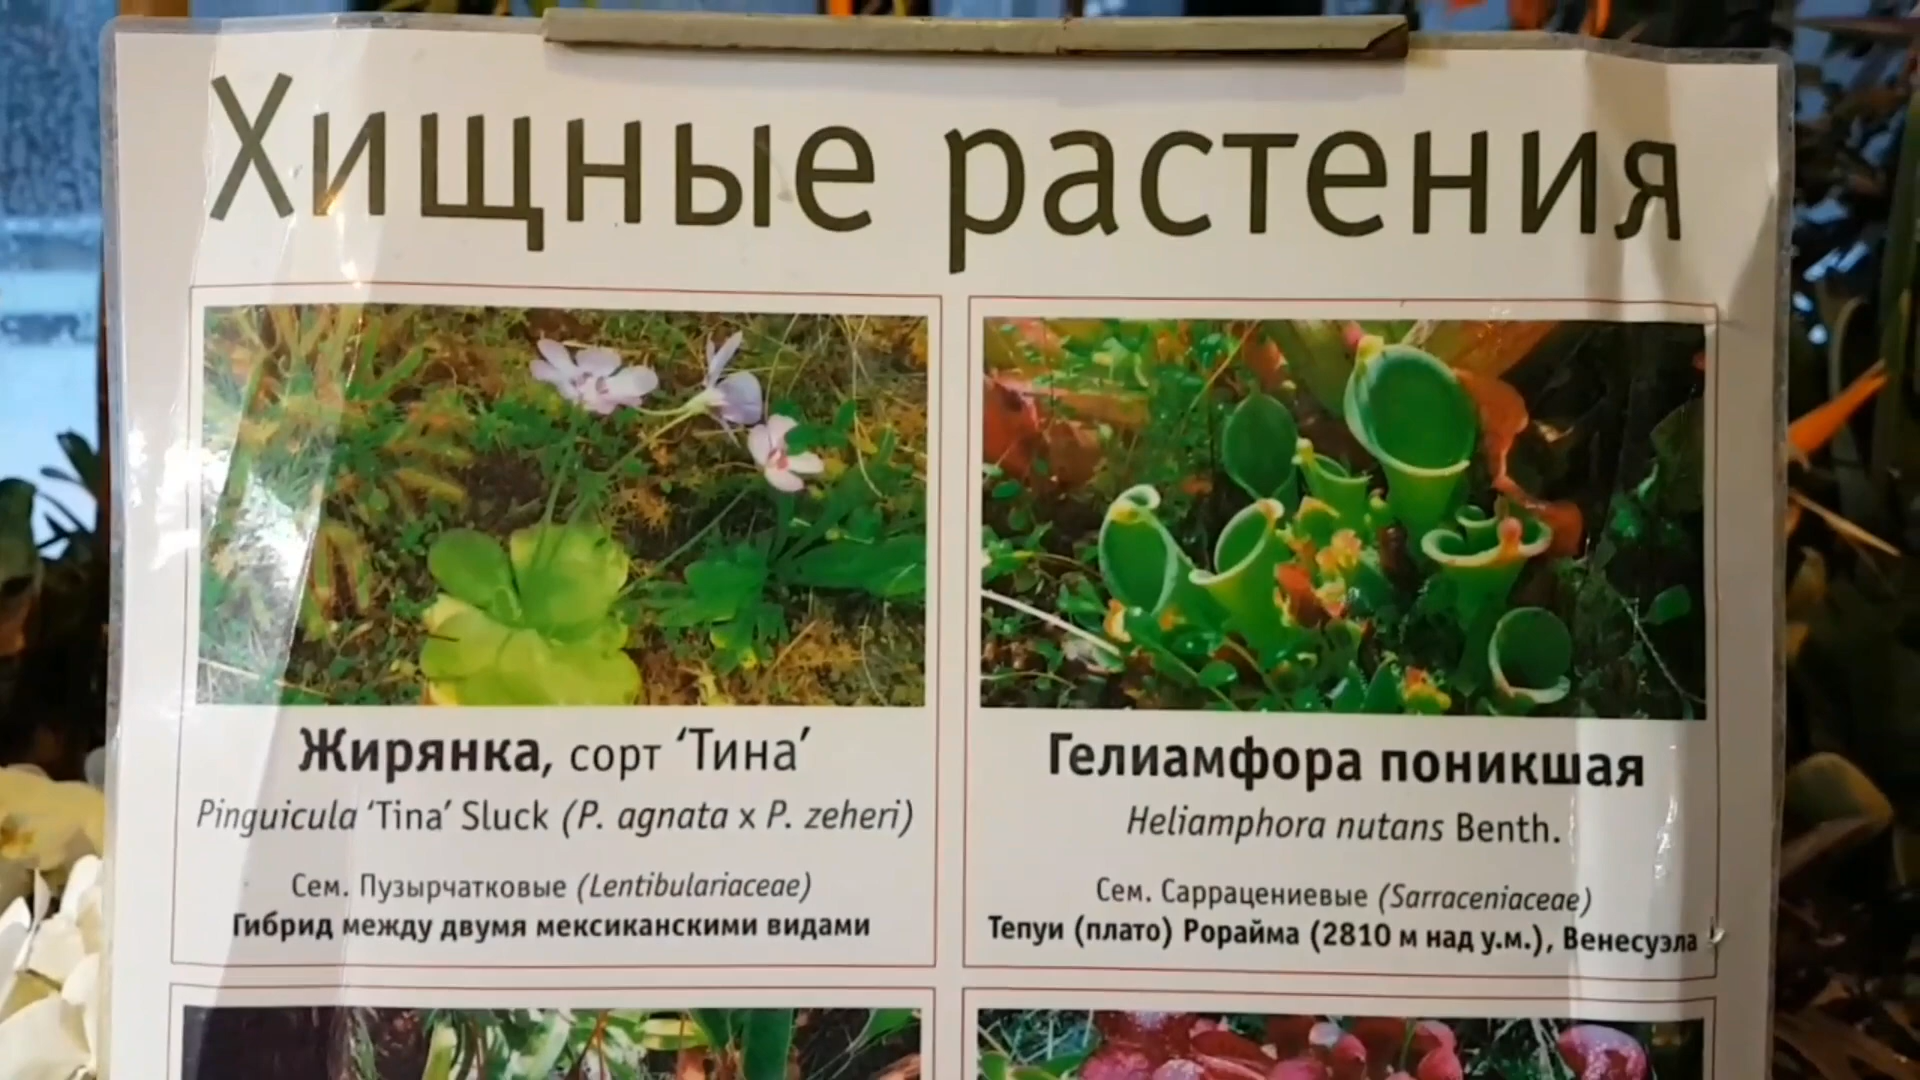 Хищные растения
Жирянка, сорт ‘Тина’
Pinguicula ‘Tina’ Sluck (P. agnata x P. zeheri)
Сем. Пузырчатковые (Lentibulariaceae)
Гибрид между двумя мексиканскими видами
Гелиамфора поникшая
Heliamphora nutans Benth.
Сем. Саррацениевые (Sarraceniaceae)
Тепуи (плато) Рорайма (2810 м над у.м.), Венесуэла